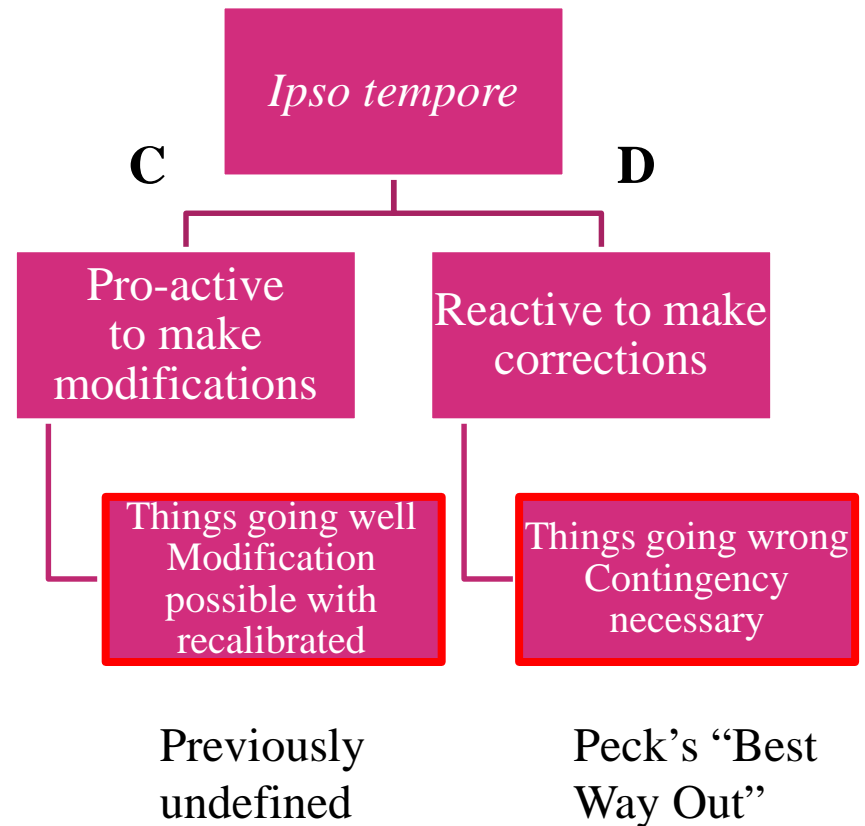 Ipso tempore
C
D
Pro-active
to make
modifications
Reactive to make
corrections
Things going well
Modification
possible with
recalibrated
Things going wrong
Contingency
necessary
Previously
undefined
Peck's “Best
Way Out”